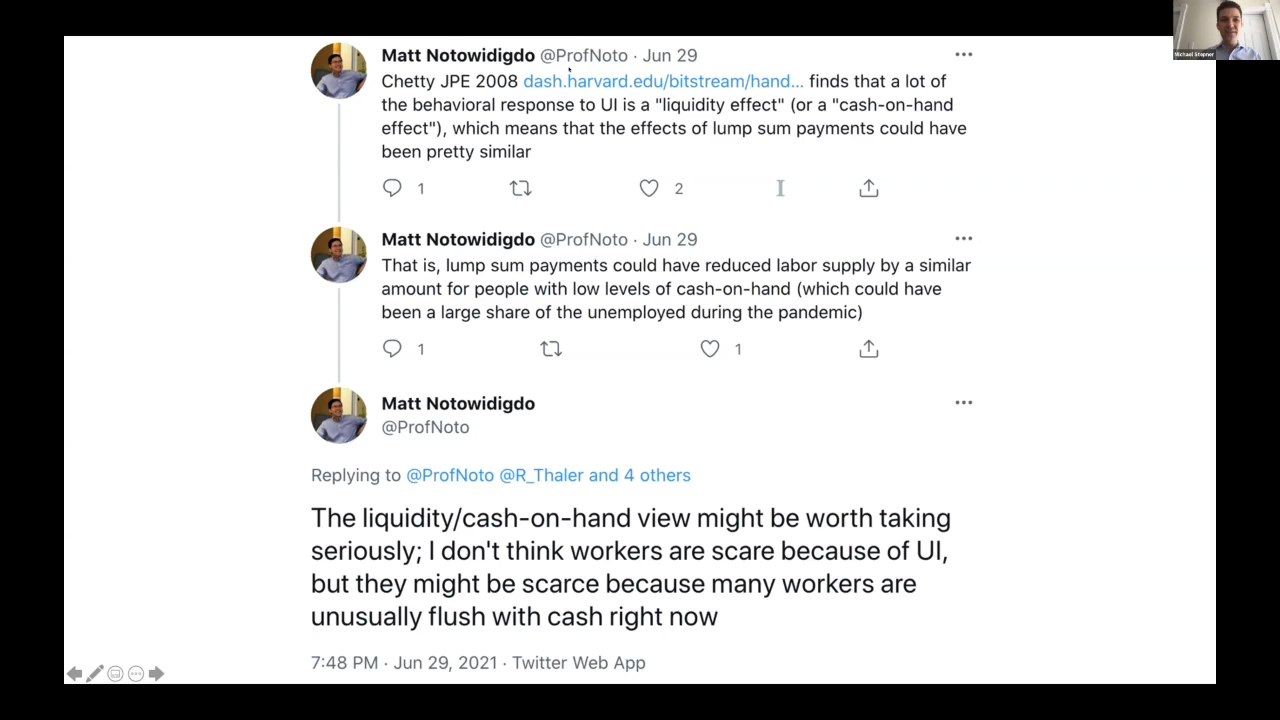 Michael Stepner
Matt Notowidigdo @ProfNoto · Jun 29
Chetty JPE 2008 dash.harvard.edu/bitstream/hand... finds that a lot of
the behavioral response to UI is a "liquidity effect" (or a "cash-on-hand
effect"), which means that the effects of lump sum payments could have
been pretty similar
1 2
Matt Notowidigdo @ProfNoto · Jun 29
That is, lump sum payments could have reduced labor supply by a similar
amount for people with low levels of cash-on-hand (which could have
been a large share of the unemployed during the pandemic)
1 1
Matt Notowidigdo
@ProfNoto
Replying to @ProfNoto @R_Thaler and 4 others
The liquidity/cash-on-hand view might be worth taking
seriously; I don't think workers are scare because of UI,
but they might be scarce because many workers are
unusually flush with cash right now
7:48 PM · Jun 29, 2021 · Twitter Web App